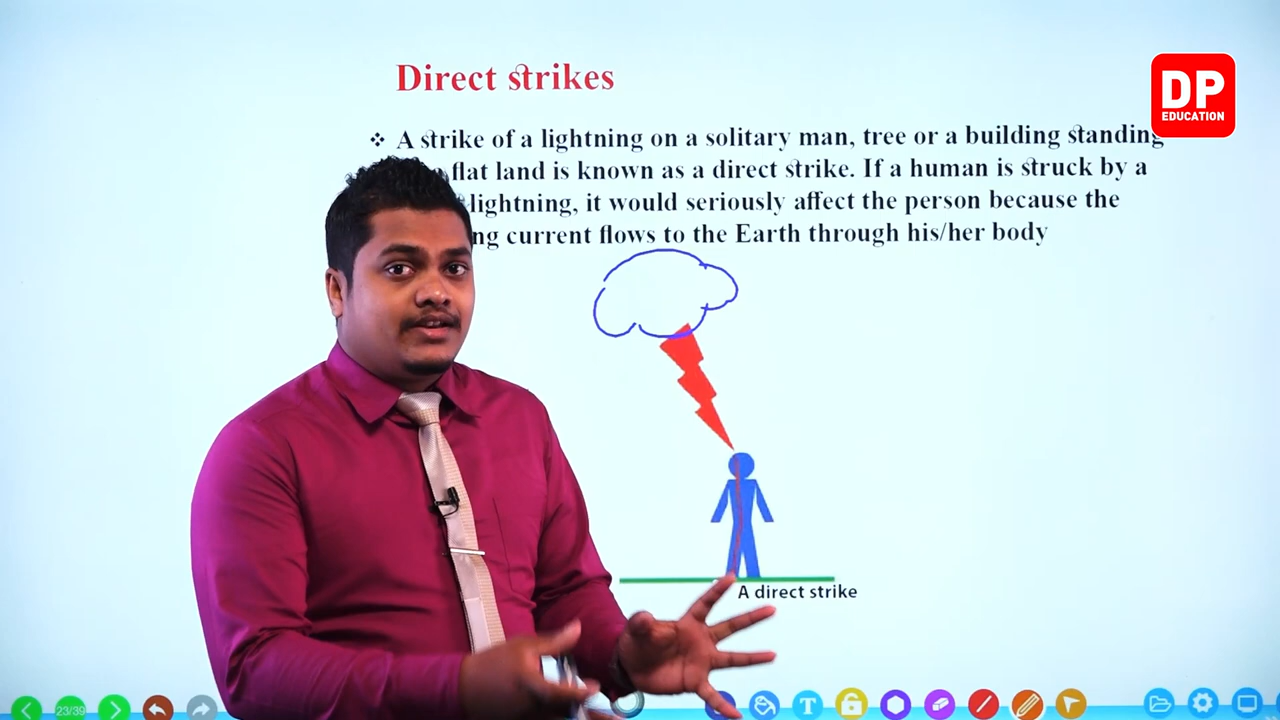 Direct strikes
DP
EDUCATION
❖ A strike of a lightning on a solitary man, tree or a building standing
flat land is known as a direct strike. If a human is struck by a
lightning, it would seriously affect the person because the
current flows to the Earth through his/her body
A direct strike
23/39
T